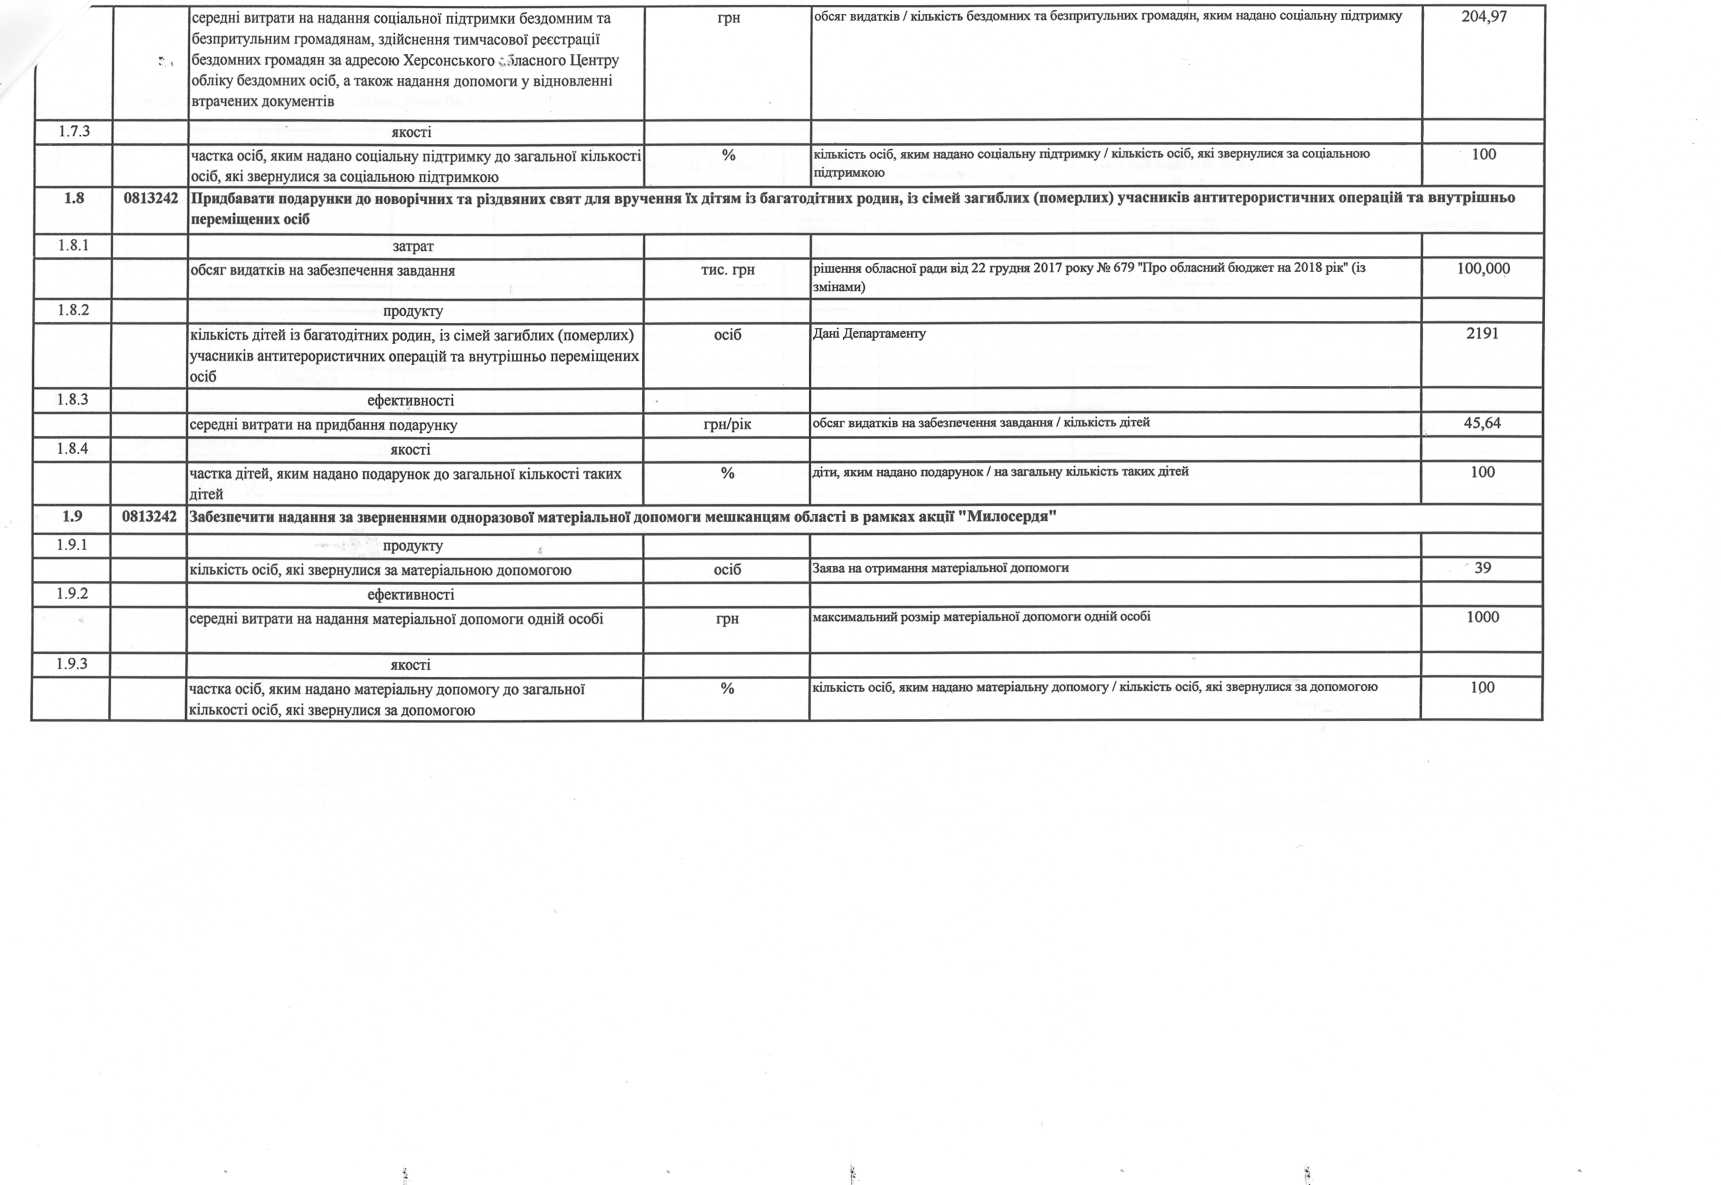 середні витрати на надання соціальної підтримки бездомним та грн обсяг видатків / кількість бездомних та безпритульних громадян, яким надано соціальну підтримку 204,97
безпритульним громадянам, здійснення тимчасової реєстрації
бездомних громадян за адресою Херсонського обласного Центру
обліку бездомних осіб, а також надання допомоги у відновленні
втрачених документів
1.7.3 якості
частка осіб, яким надано соціальну підтримку до загальної кількості % кількість осіб, яким надано соціальну підтримку / кількість осіб, які звернулися за соціальною 100
осіб, які звернулися за соціальною підтримкою підтримкою
1.8 0813242 Придбавати подарунки до новорічних та різдвяних свят для вручення їх дітям із багатодітних родин, із сімей загиблих (померлих) учасників антитерористичних операцій та внутрішньо
переміщених осіб
1.8.1 затрат
обсяг видатків на забезпечення завдання тис. грн рішення обласної ради від 22 грудня 2017 року № 679 "Про обласний бюджет на 2018 рік" (із 100,000
змінами)
1.8.2 продукту
кількість дітей із багатодітних родин, із сімей загиблих (померлих) осіб Дані Департаменту 2191
учасників антитерористичних операцій та внутрішньо переміщених
осіб
1.8.3 ефективності
середні витрати на придбання подарунку грн/рік обсяг видатків на забезпечення завдання / кількість дітей 45,64
1.8.4 якості
частка дітей, яким надано подарунок до загальної кількості таких % діти, яким надано подарунок / на загальну кількість таких дітей 100
дітей
1.9 0813242 Забезпечити надання за зверненнями одноразової матеріальної допомоги мешканцям області в рамках акції "Милосердя"
1.9.1 продукту
кількість осіб, які звернулися за матеріальною допомогою осіб Заява на отримання матеріальної допомоги 39
1.9.2 ефективності
середні витрати на надання матеріальної допомоги одній особі грн максимальний розмір матеріальної допомоги одній особі 1000
1.9.3 якості
частка осіб, яким надано матеріальну допомогу до загальної % кількість осіб, яким надано матеріальну допомогу / кількість осіб, які звернулися за допомогою 100
кількості осіб, які звернулися за допомогою